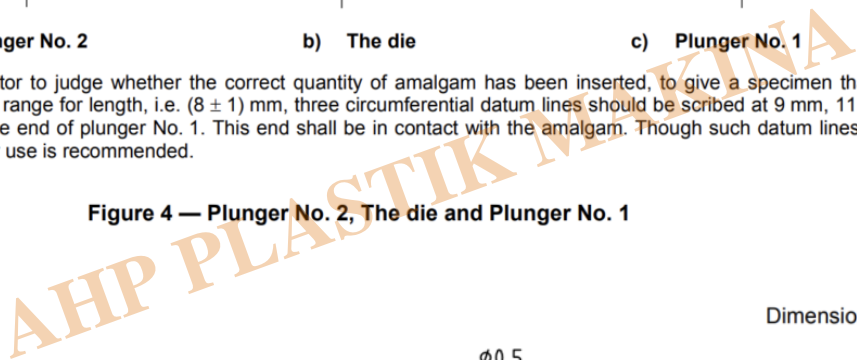 ger No. 2 b) The die c) Plunger No. 1
tor to judge whether the correct quantity of amalgam has been inserted, to give a specimen th
range for length, i.e. (8 ± 1) mm, three circumferential datum lines should be scribed at 9 mm, 11
e end of plunger No. 1. This end shall be in contact with the amalgam. Though such datum lines
use is recommended.
Figure 4 — Plunger No. 2, The die and Plunger No. 1
AHP PLASTIK MAKINA
Dimensio
ø0,5